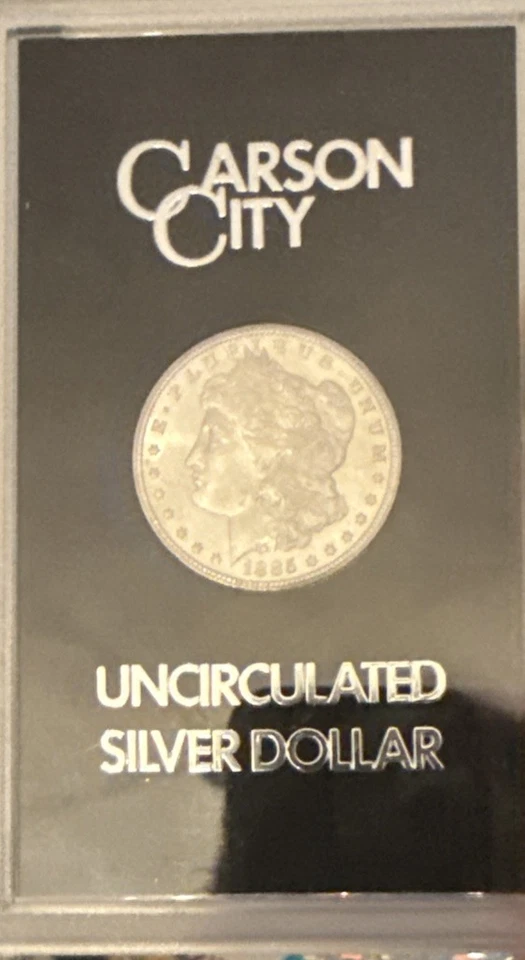 CARSON
CITY
E · PLURIBUS · UNUM
1885
UNCIRCULATED
SILVER DOLLAR